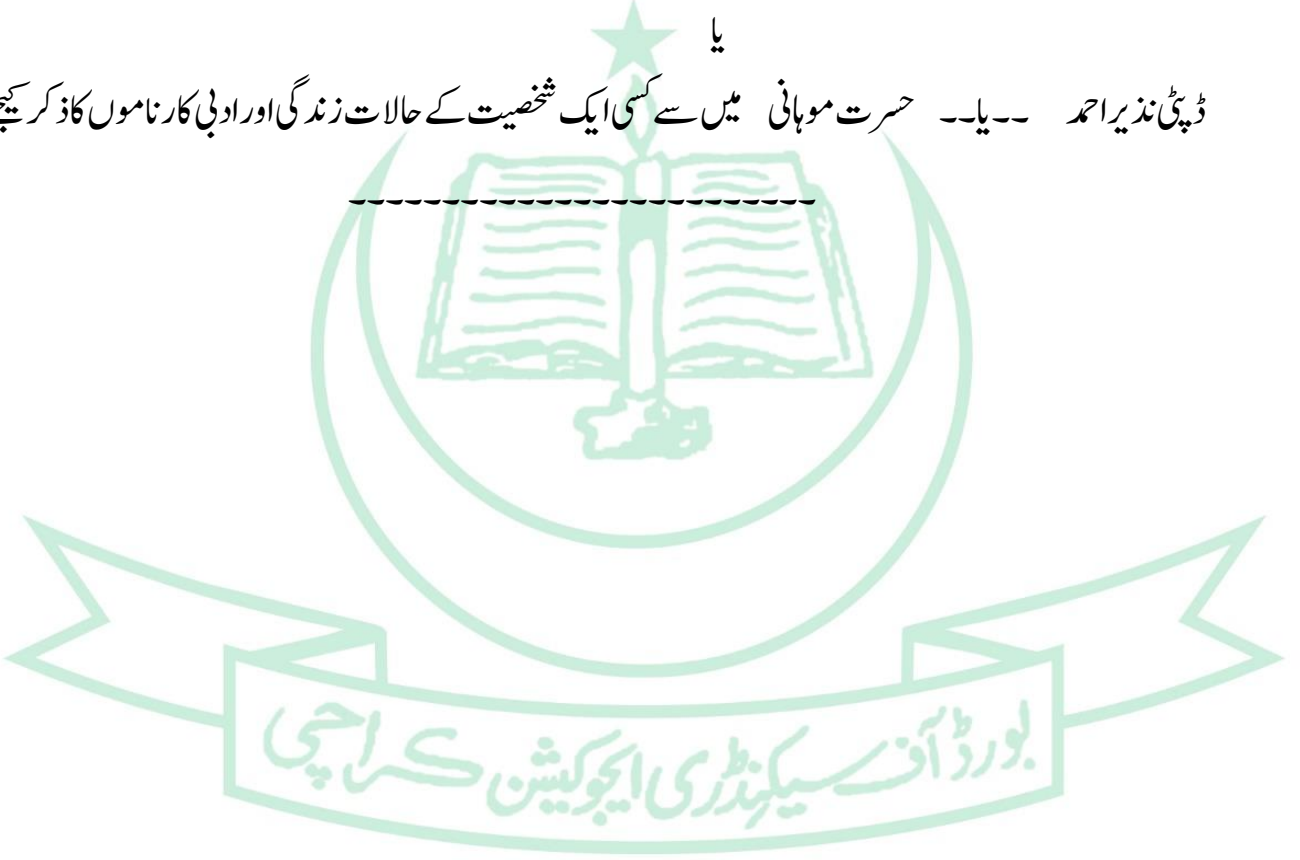 یا
ڈپٹی نذیر احمد ۔۔یا۔۔ حسرت موہانی میں سے کسی ایک شخصیت کے حالات زندگی اور ادبی کارناموں کا ذکر کیجے
۔۔۔۔۔۔۔۔۔۔۔۔۔۔۔۔۔۔۔۔۔۔۔۔۔
بورڈ آف سیکنڈری ایجوکیشن کراچی